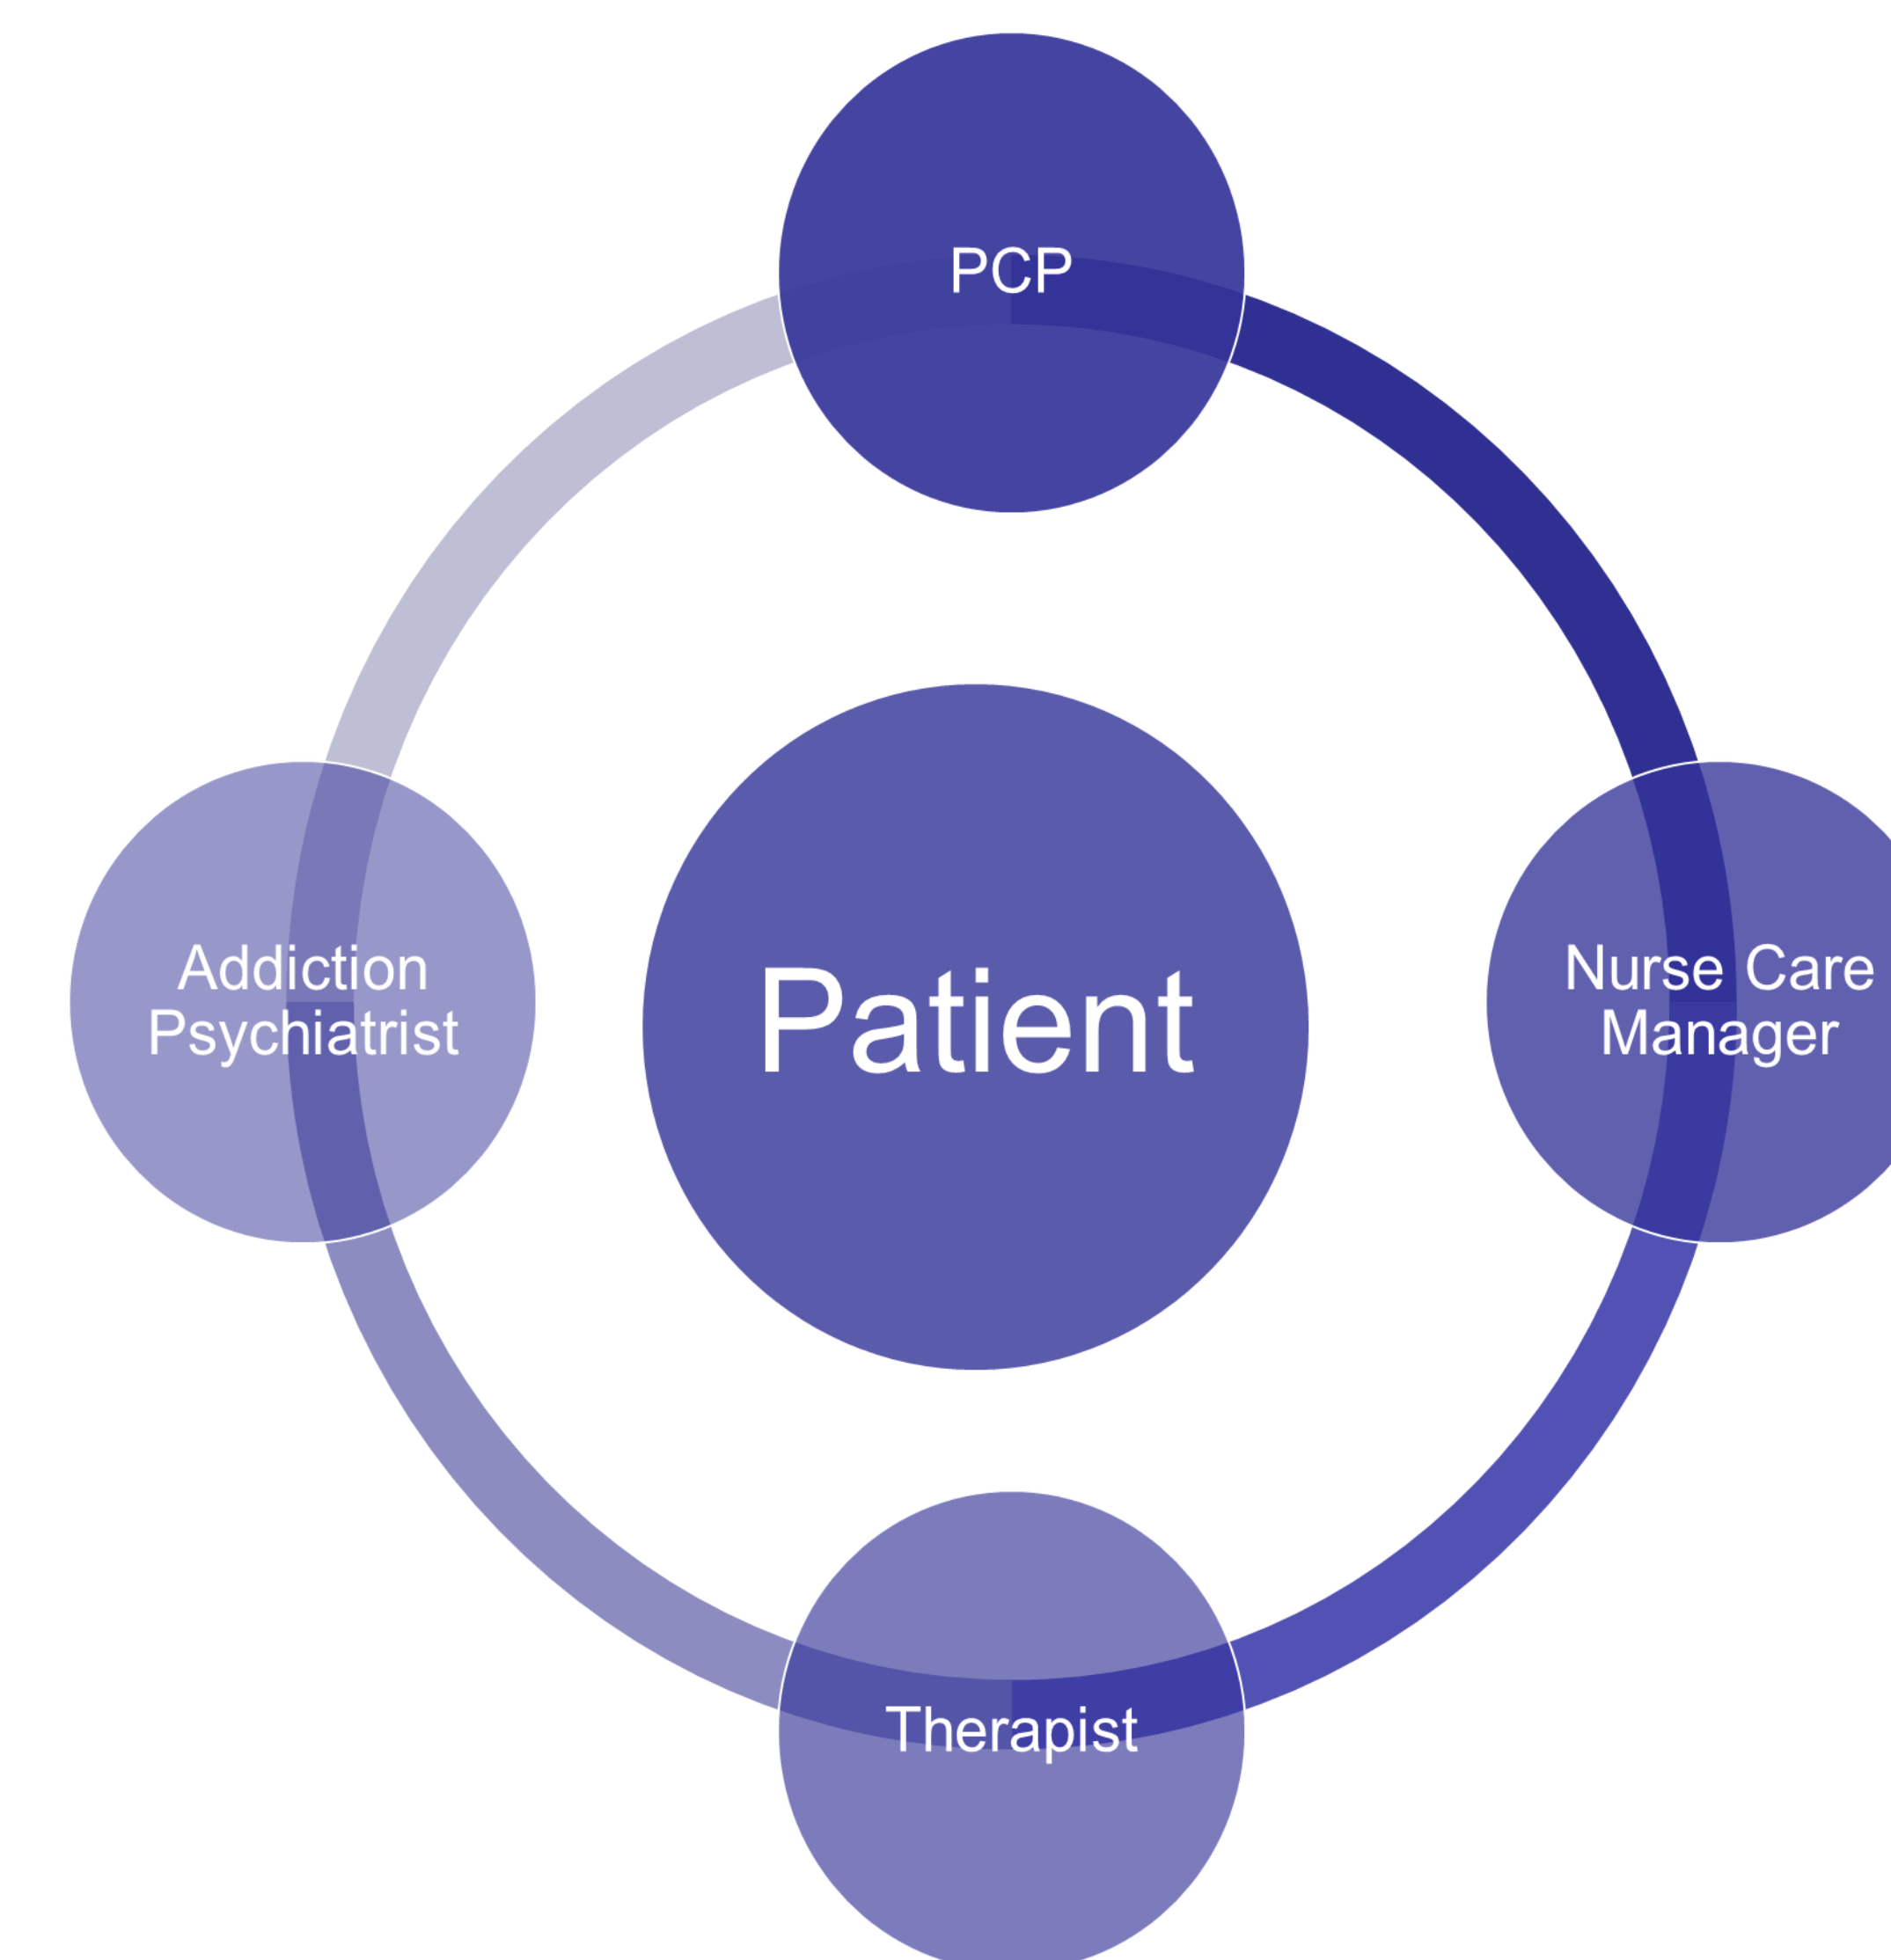 PCP
Addiction
Psychiatrist
Patient
Nurse Care
Manager
Therapist